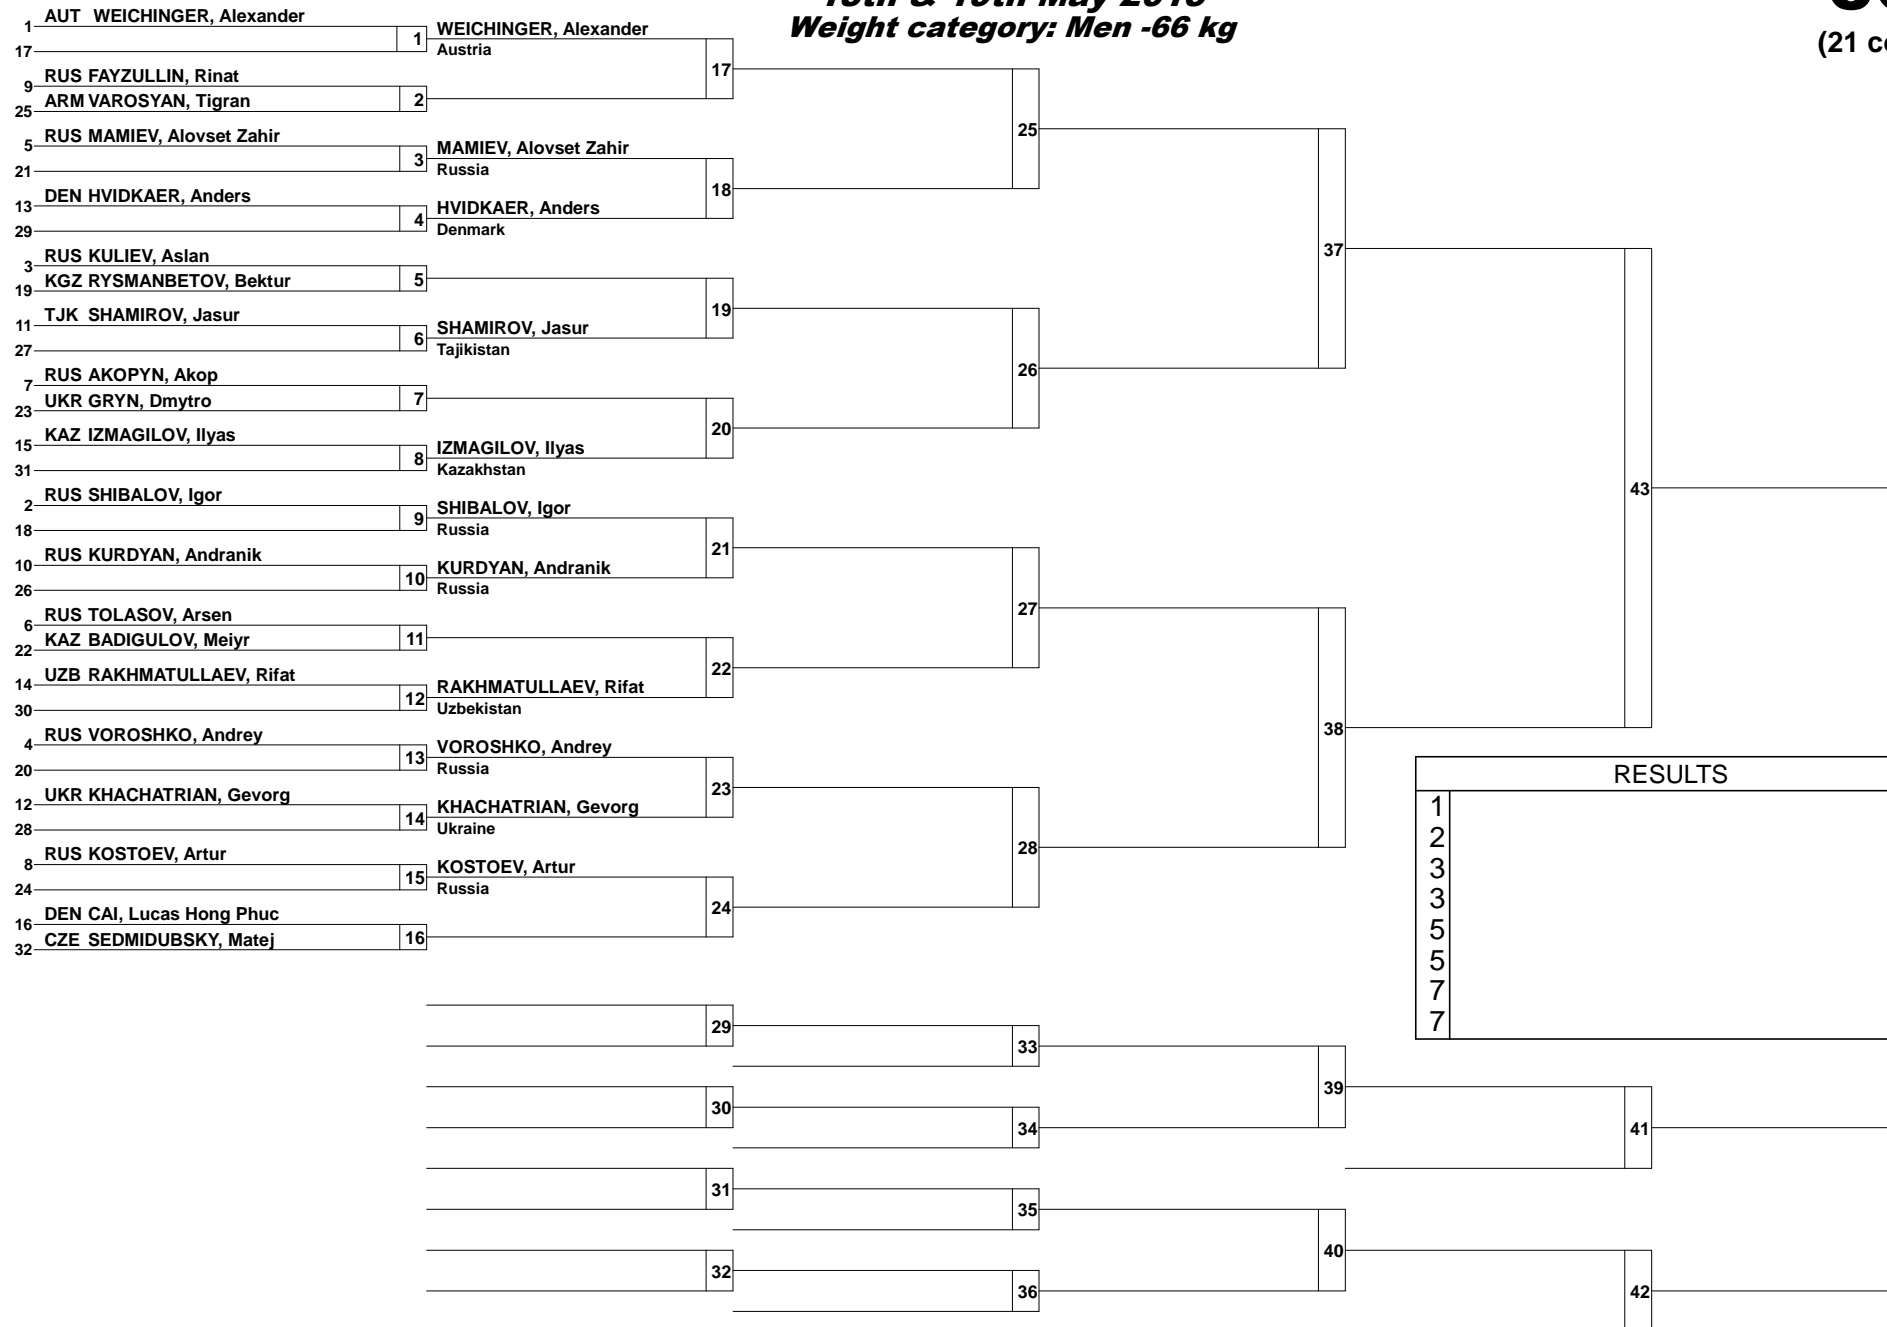 Weight category: Men -66 kg
(21
1 AUT WEICHINGER, Alexander
17
1 WEICHINGER, Alexander
Austria
17
9 RUS FAYZULLIN, Rinat
25 ARM VAROSYAN, Tigran
2
25
5 RUS MAMIEV, Alovset Zahir
21
3 MAMIEV, Alovset Zahir
Russia
18
13 DEN HVIDKAER, Anders
29
4 HVIDKAER, Anders
Denmark
37
3 RUS KULIEV, Aslan
19 KGZ RYSMANBETOV, Bektur
5
19
11 TJK SHAMIROV, Jasur
27
6 SHAMIROV, Jasur
Tajikistan
26
7 RUS AKOPYN, Akop
23 UKR GRYN, Dmytro
7
20
15 KAZ IZMAGILOV, Ilyas
31
8 IZMAGILOV, Ilyas
Kazakhstan
43
2 RUS SHIBALOV, Igor
18
9 SHIBALOV, Igor
Russia
21
10 RUS KURDYAN, Andranik
26
10 KURDYAN, Andranik
Russia
27
6 RUS TOLASOV, Arsen
22 KAZ BADIGULOV, Meiyr
11
22
14 UZB RAKHMATULLAEV, Rifat
30
12 RAKHMATULLAEV, Rifat
Uzbekistan
38
4 RUS VOROSHKO, Andrey
20
13 VOROSHKO, Andrey
Russia
23
12 UKR KHACHATRIAN, Gevorg
28
14 KHACHATRIAN, Gevorg
Ukraine
28
8 RUS KOSTOEV, Artur
24
15 KOSTOEV, Artur
Russia
24
16 DEN CAI, Lucas Hong Phuc
32 CZE SEDMIDUBSKY, Matej
16
RESULTS
1
2
3
3
5
5
7
7
29
33
39
30
34
41
31
35
40
32
36
42